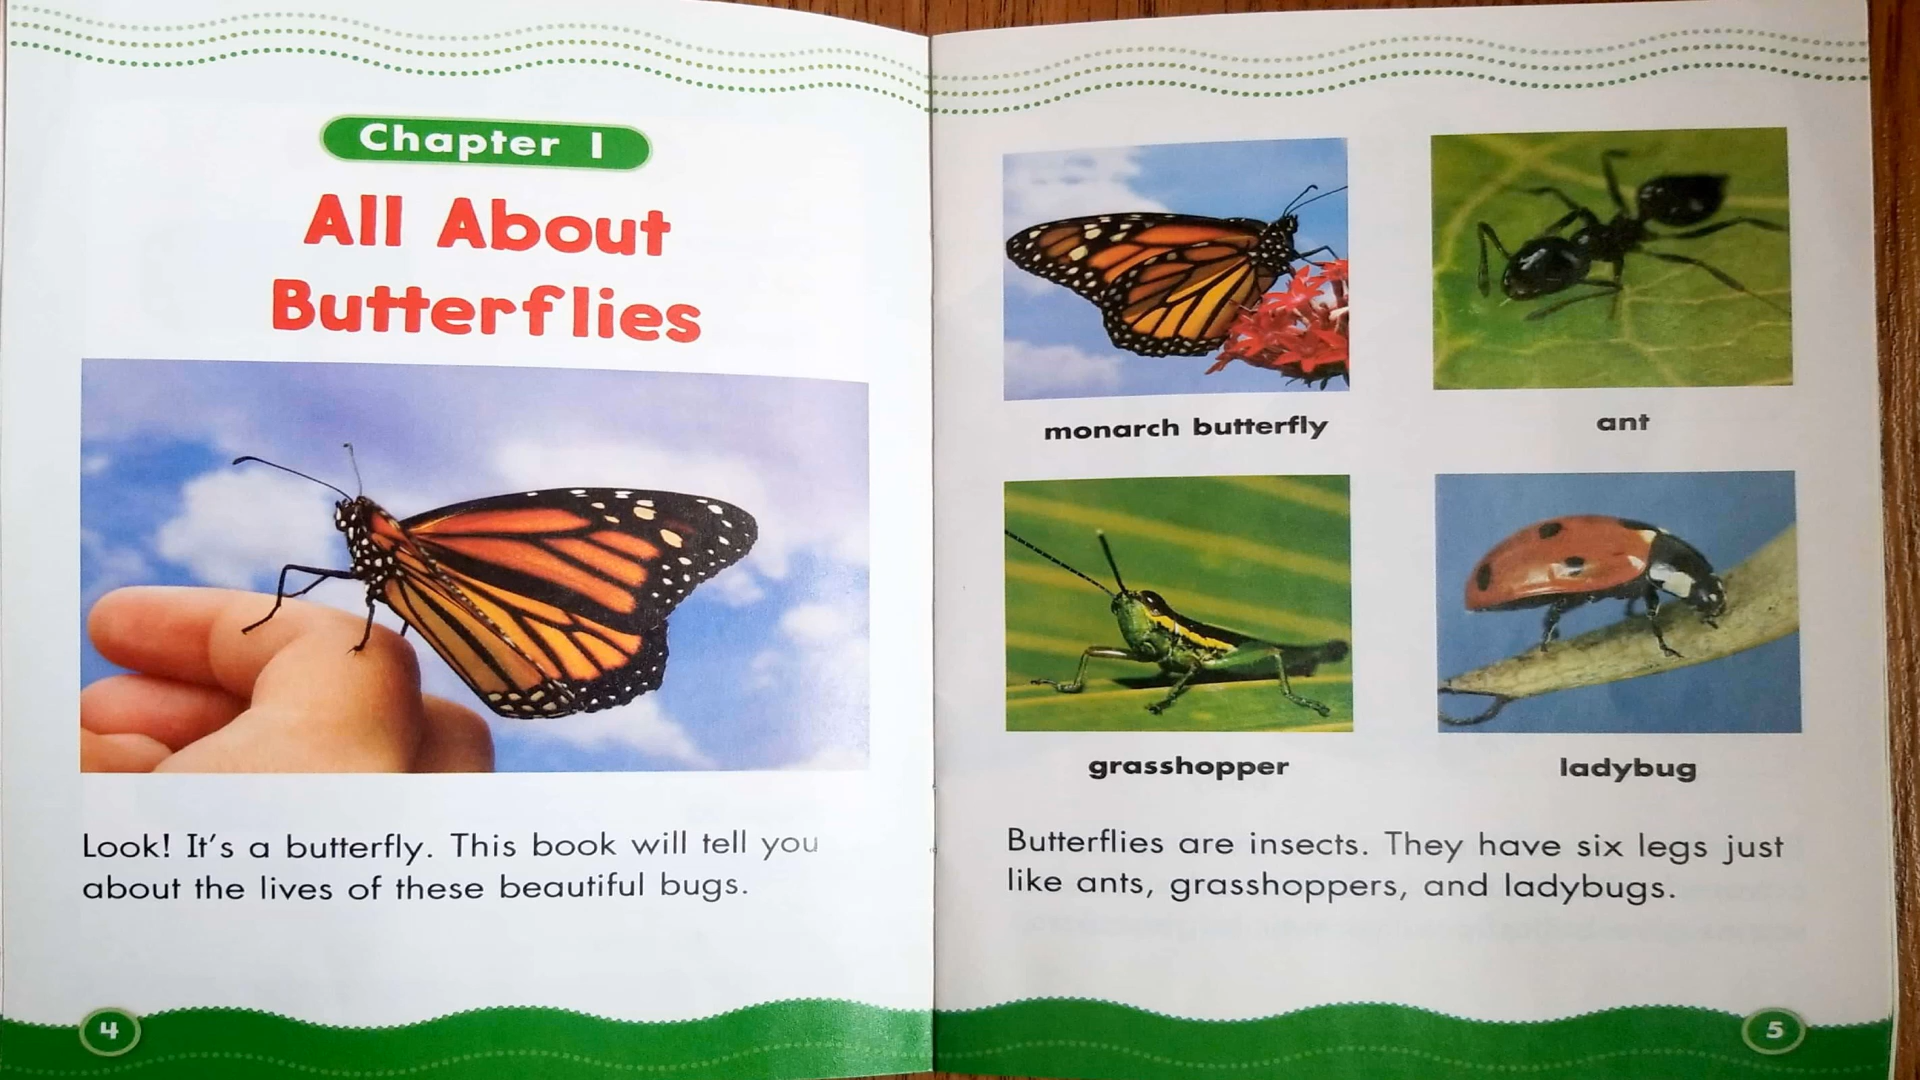 Chapter 1
All About
Butterflies
Look! It's a butterfly. This book will tell you
about the lives of these beautiful bugs.
4
monarch butterfly
ant
grasshopper
ladybug
Butterflies are insects. They have six legs just
like ants, grasshoppers, and ladybugs.
5